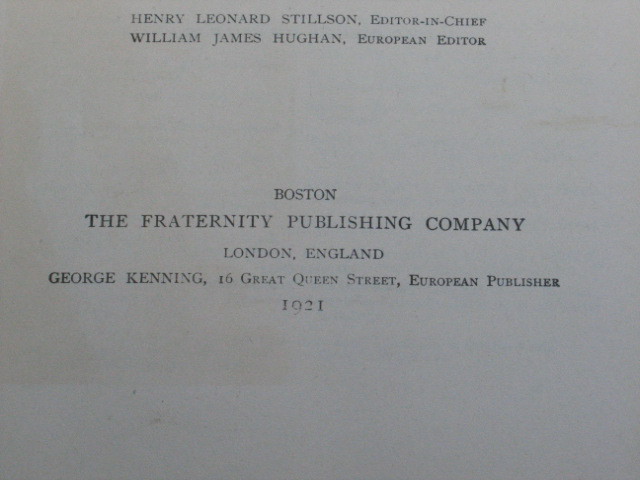 HENRY LEONARD STILLSON, EDITOR-IN-CHIEF
WILLIAM JAMES HUGHAN, EUROPEAN EDITOR
BOSTON
THE FRATERNITY PUBLISHING COMPANY
LONDON, ENGLAND
GEORGE KENNING, 16 GREAT QUEEN STREET, EUROPEAN PUBLISHER
1921